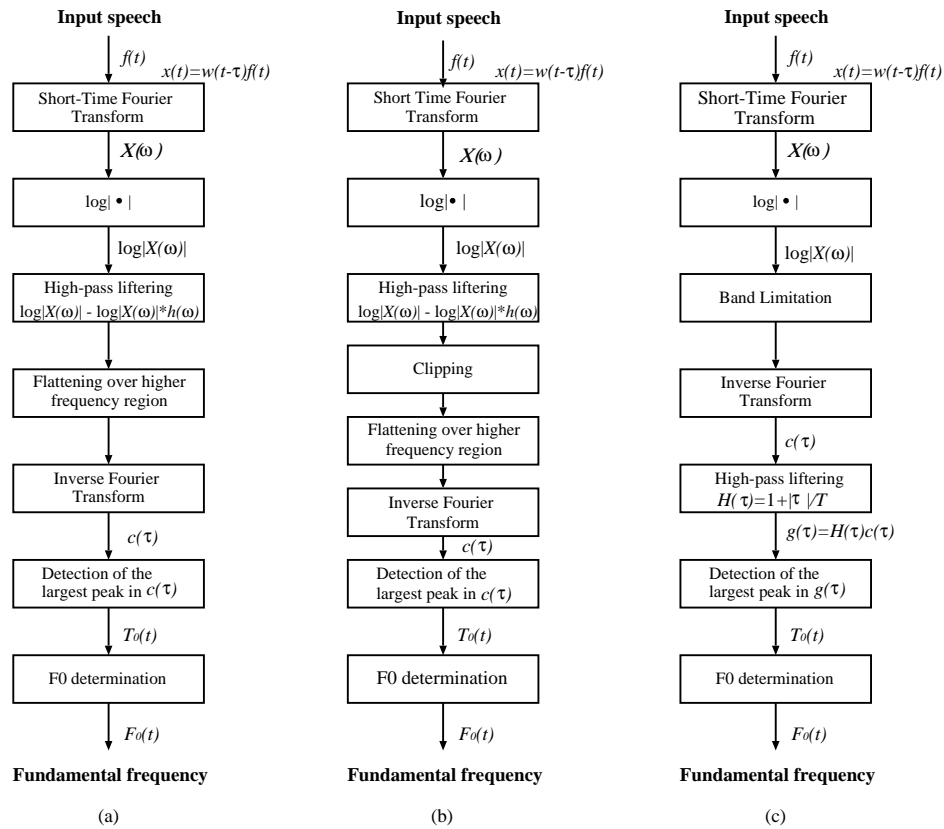 Input speech
f(t)
x(t)=w(t-τ)f(t)
Short-Time Fourier
Transform
X(ω)
log| • |
log|X(ω)|
High-pass liftering
log|X(ω)| - log|X(ω)|*h(ω)
Flattening over higher
frequency region
Inverse Fourier
Transform
c(τ)
Detection of the
largest peak in c(τ)
T₀(t)
F0 determination
F₀(t)
Fundamental frequency
(a)
Input speech
f(t)
x(t)=w(t-τ)f(t)
Short Time Fourier
Transform
X(ω)
log| • |
log|X(ω)|
High-pass liftering
log|X(ω)| - log|X(ω)|*h(ω)
Clipping
Flattening over higher
frequency region
Inverse Fourier
Transform
c(τ)
Detection of the
largest peak in c(τ)
T₀(t)
F0 determination
F₀(t)
Fundamental frequency
(b)
Input speech
f(t)
x(t)=w(t-τ)f(t)
Short-Time Fourier
Transform
X(ω)
log| • |
log|X(ω)|
Band Limitation
Inverse Fourier
Transform
c(τ)
High-pass liftering
H(τ)=1+|τ |/T
g(τ)=H(τ)c(τ)
Detection of the
largest peak in g(τ)
T₀(t)
F0 determination
F₀(t)
Fundamental frequency
(c)